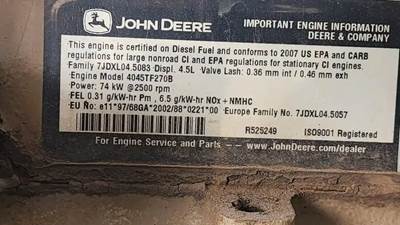 JOHN DEERE
IMPORTANT ENGINE INFORMATION
DEERE & COMPANY
This engine is certified on Diesel Fuel and conforms to 2007 US EPA and CARB
regulations for large nonroad CI and EPA regulations for stationary CI engines.
Family 7JDXL04.5083 Displ. 4.5L Valve Lash: 0.36 mm int / 0.46 mm exh
Engine Model 4045TF270B
Power: 74 kW @2500 rpm
FEL 0.31 g/kW-hr Pm , 6.5 g/kW-hr NOx + NMHC
EU no: e11*97/68GA*2002/88*0221*00 Europe Family No. 7JDXL04.5057
R525249 ISO9001 Registered
For Engine Service and Parts —— www.JohnDeere.com/dealer